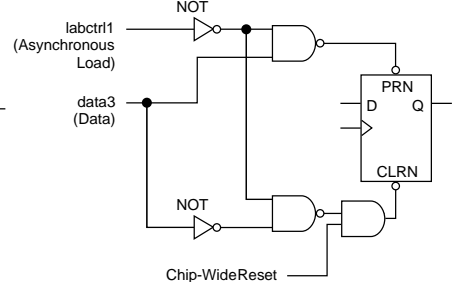 NOT
labctrl1
(Asynchronous
Load)
PRN
data3
(Data)
D Q
CLRN
NOT
Chip-WideReset